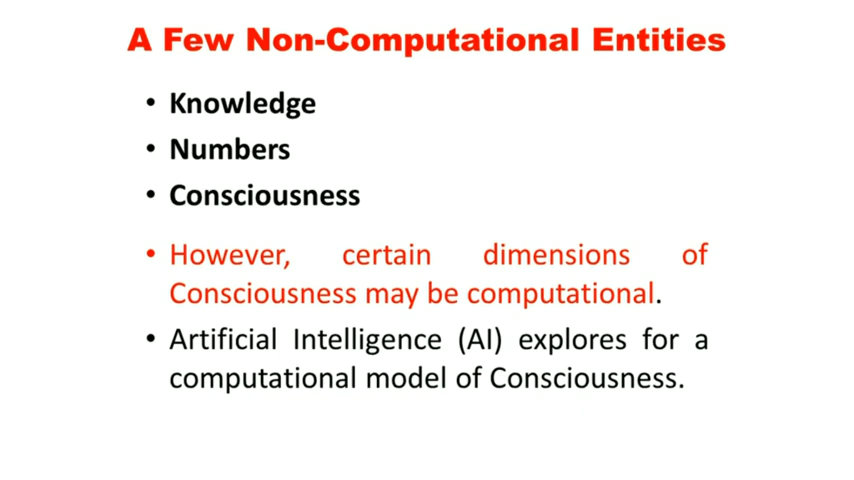 A Few Non-Computational Entities
• Knowledge
• Numbers
• Consciousness
• However, certain dimensions of
Consciousness may be computational.
• Artificial Intelligence (AI) explores for a
computational model of Consciousness.